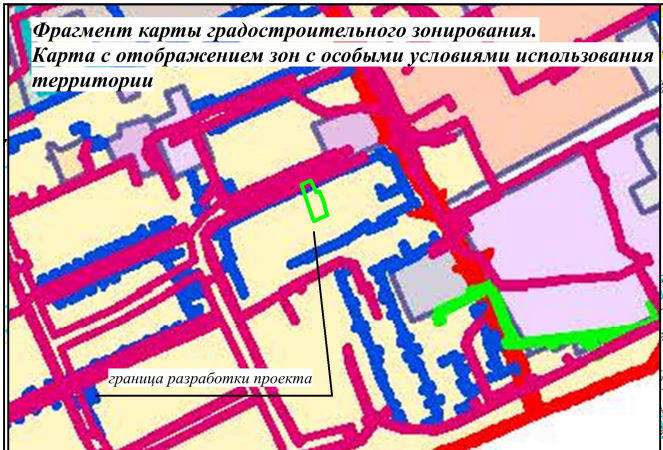 Фрагмент карты градостроительного зонирования.
Карта с отображением зон с особыми условиями использования
территории
граница разработки проекта